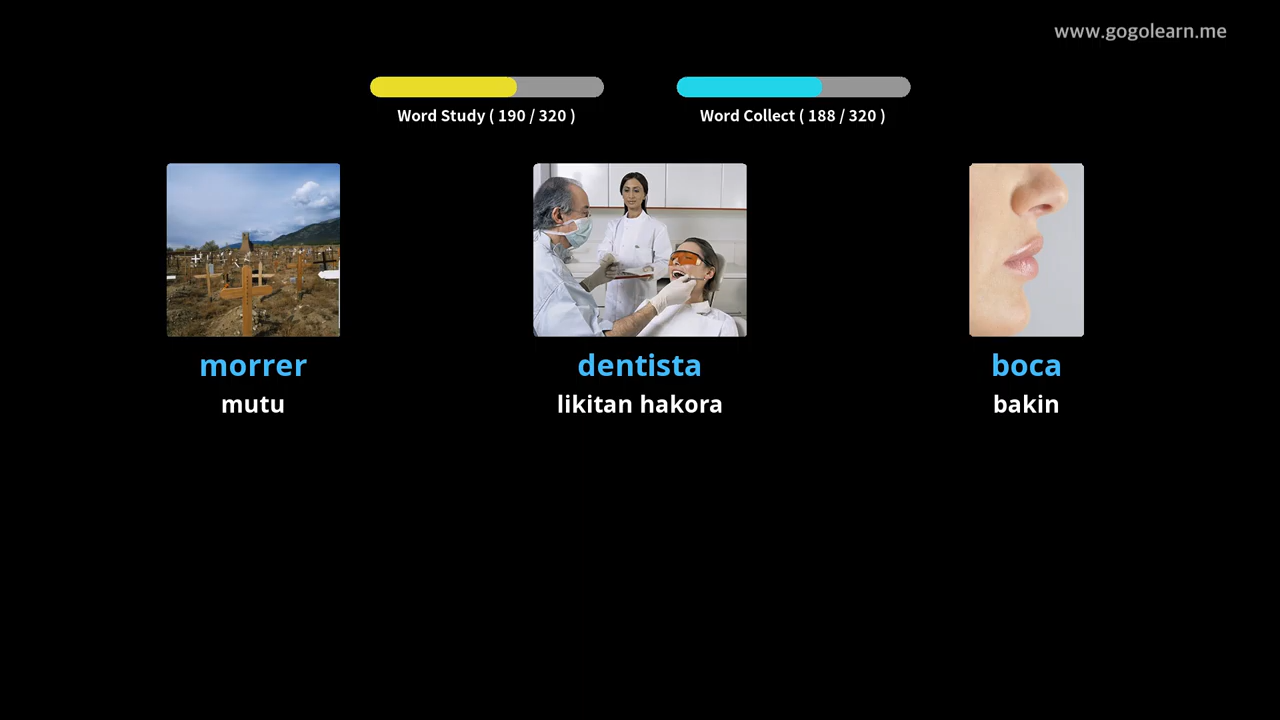 www.gogolearn.me
Word Study ( 190 / 320 )
Word Collect ( 188 / 320 )
morrer
dentista
boca
mutu
likitan hakora
bakin